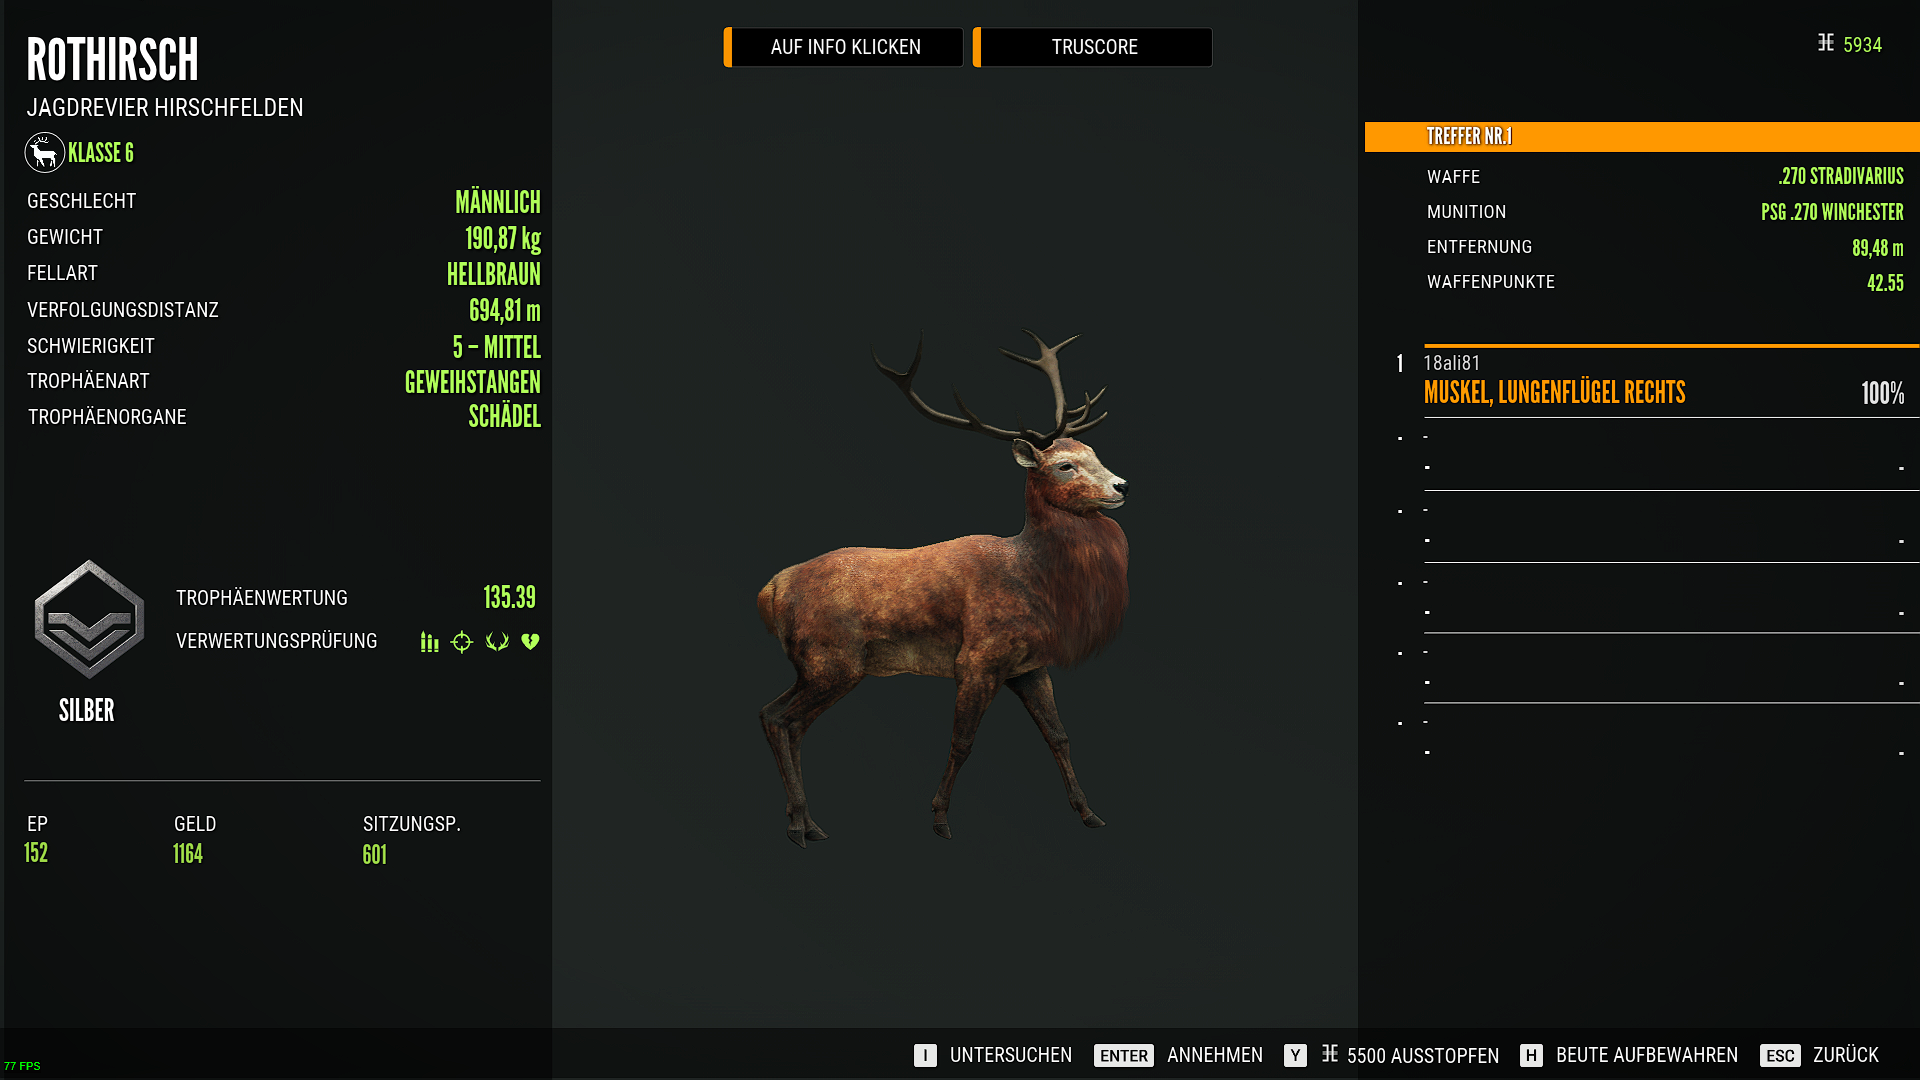 ROTHIRSCH
JAGDREVIER HIRSCHFELDEN
KLASSE 6
GESCHLECHT MÄNNLICH
GEWICHT 190,87 kg
FELLART HELLBRAUN
VERFOLGUNGSDISTANZ 694,81 m
SCHWIERIGKEIT 5 – MITTEL
TROPHÄENART GEWEIHSTANGEN
TROPHÄENORGANE SCHÄDEL
TROPHÄENWERTUNG 135.39
VERWERTUNGSPRÜFUNG
SILBER
EP GELD SITZUNGSP.
152 1164 601
AUF INFO KLICKEN TRUSCORE
5934
TREFFER NR.1
WAFFE .270 STRADIVARIUS
MUNITION PSG .270 WINCHESTER
ENTFERNUNG 89,48 m
WAFFENPUNKTE 42.55
1 18ali81
MUSKEL, LUNGENFLÜGEL RECHTS 100%
. -
- -
. -
- -
. -
- -
. -
- -
. -
- -
I UNTERSUCHEN ENTER ANNEHMEN Y 5500 AUSSTOPFEN H BEUTE AUFBEWAHREN ESC ZURÜCK
77 FPS